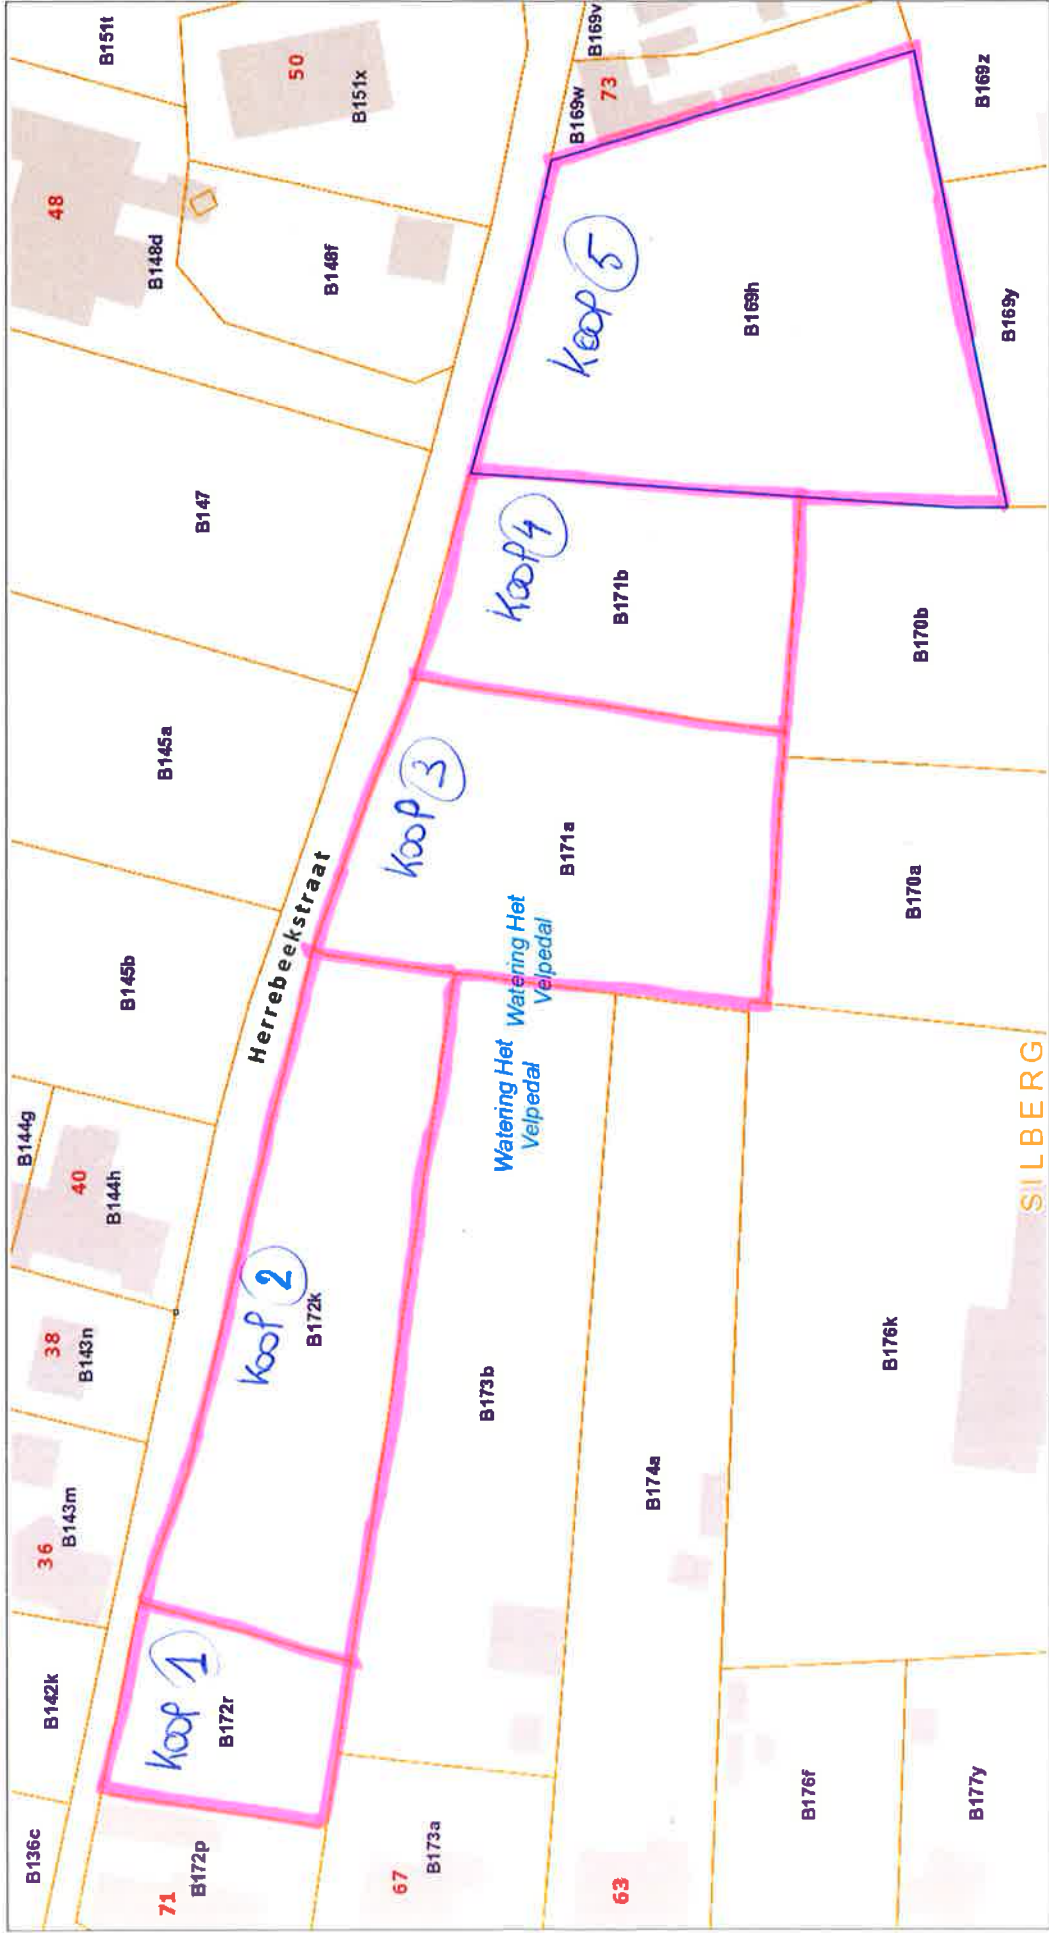 B136c
B142k
36
B143m
38
B143n
B144g
40
B144h
B145b
B145a
B147
48
B148d
B148f
B151t
50
B151x
Herrebeekstraat
71
B172p
Koop 1
B172r
Koop 2
B172k
Koop 3
B171a
Koop 4
B171b
Koop 5
B169h
B169w
B169v
73
B169z
B169y
67
B173a
B173b
Watering Het
Velpedal
Watering Het
Velpedal
63
B174a
B170a
B170b
B176f
B176k
B177y
SILBERG